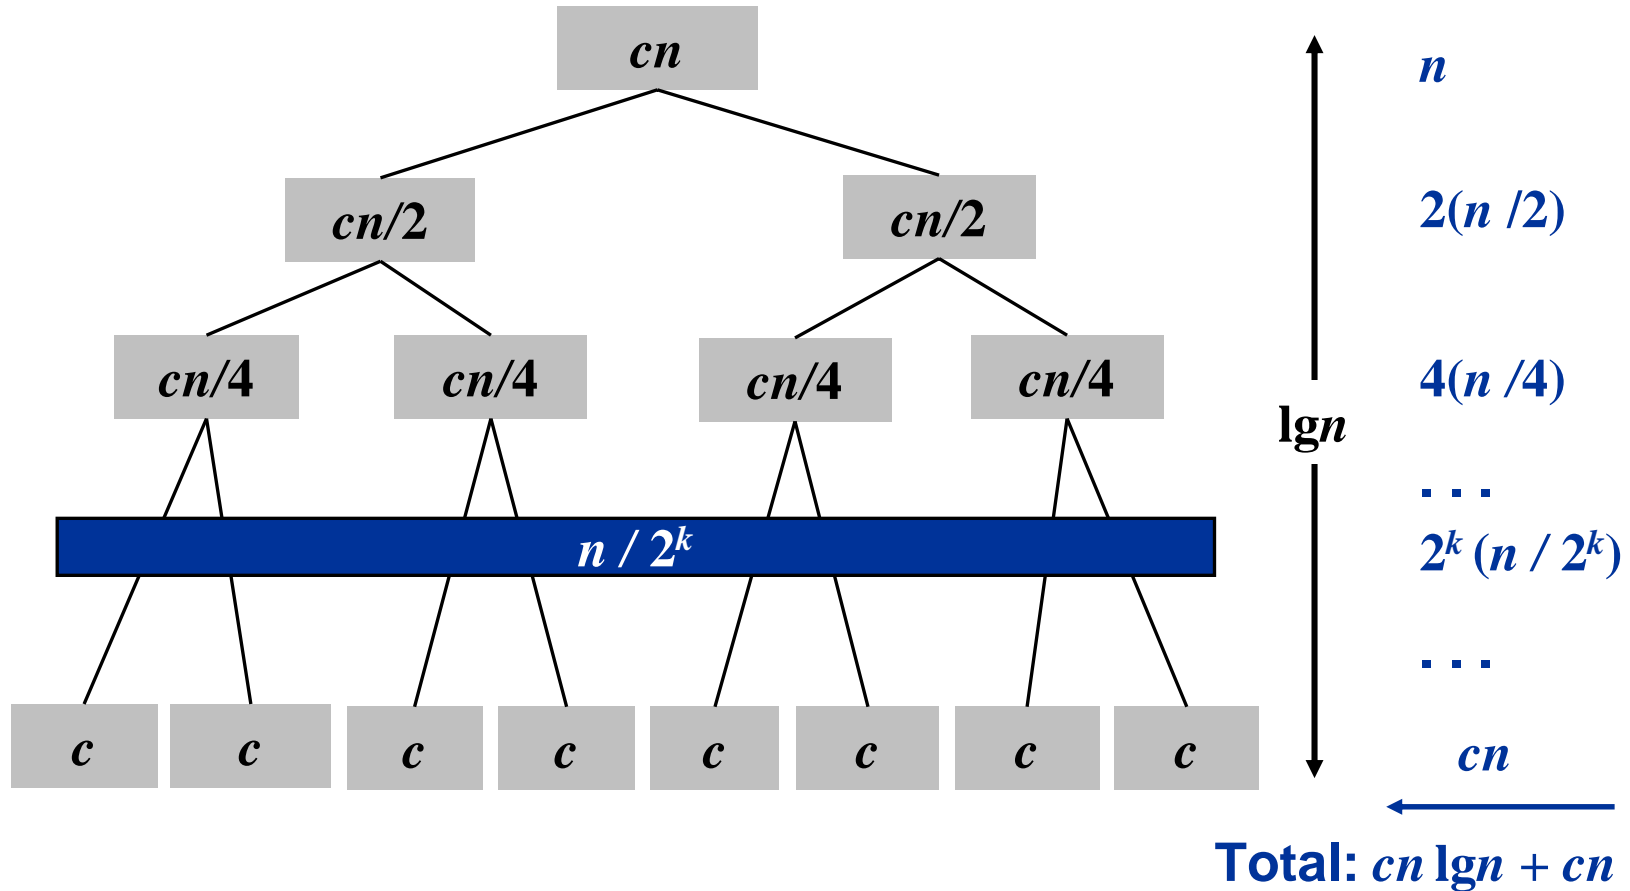 cn
n
cn/2 cn/2
2(n /2)
cn/4 cn/4 cn/4 cn/4
4(n /4)
lgn
...
n / 2^k
2^k (n / 2^k)
...
c c c c c c c c
cn
Total: cn lgn + cn